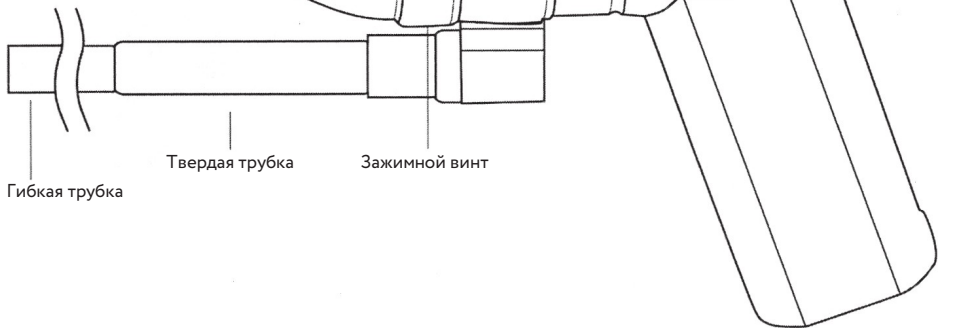 Твердая трубка
Зажимной винт
Гибкая трубка